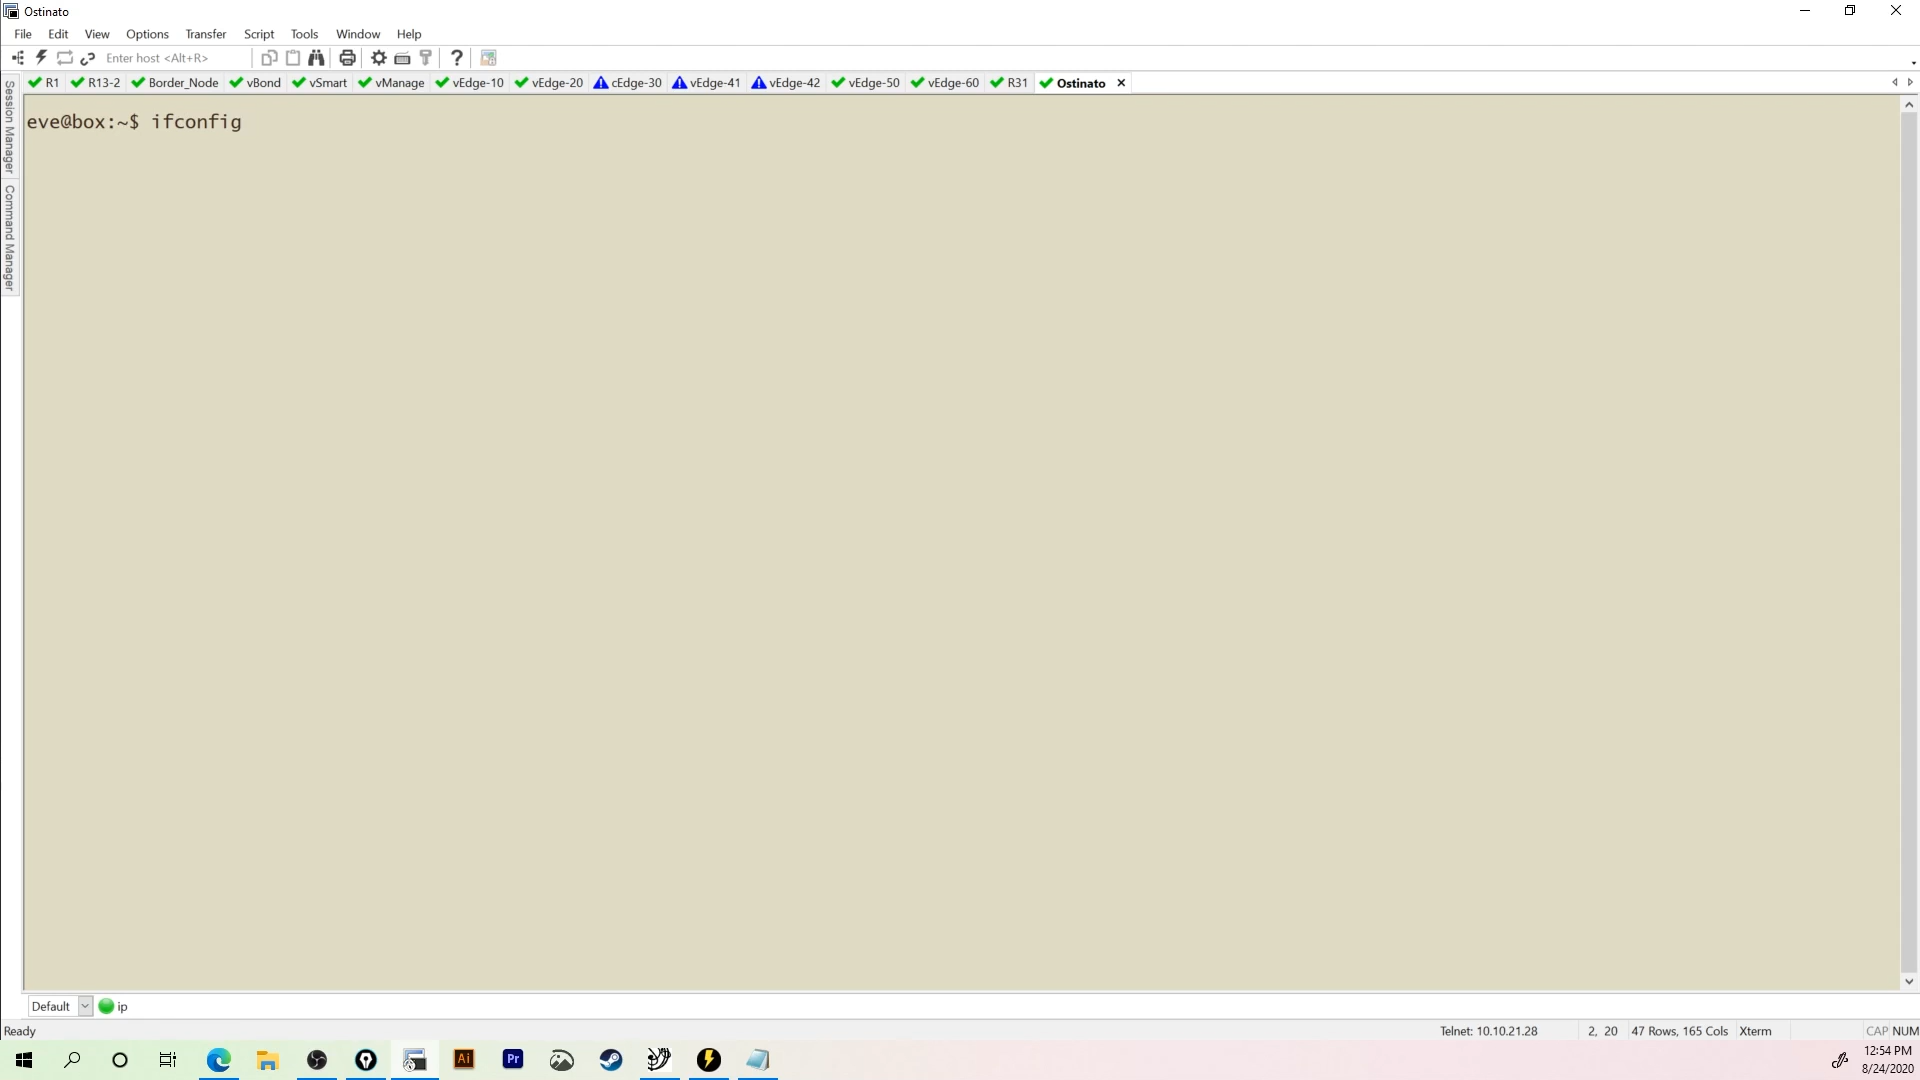 Ostinato
File Edit View Options Transfer Script Tools Window Help
Enter host <Alt+R>
R1 R13-2 Border_Node vBond vSmart vManage vEdge-10 vEdge-20 cEdge-30 vEdge-41 vEdge-42 vEdge-50 vEdge-60 R31 Ostinato
Session Manager
Command Manager
eve@box:~$ ifconfig
Default ip
Ready Telnet: 10.10.21.28 2, 20 47 Rows, 165 Cols Xterm CAP NUM
Ai Pr
12:54 PM
8/24/2020